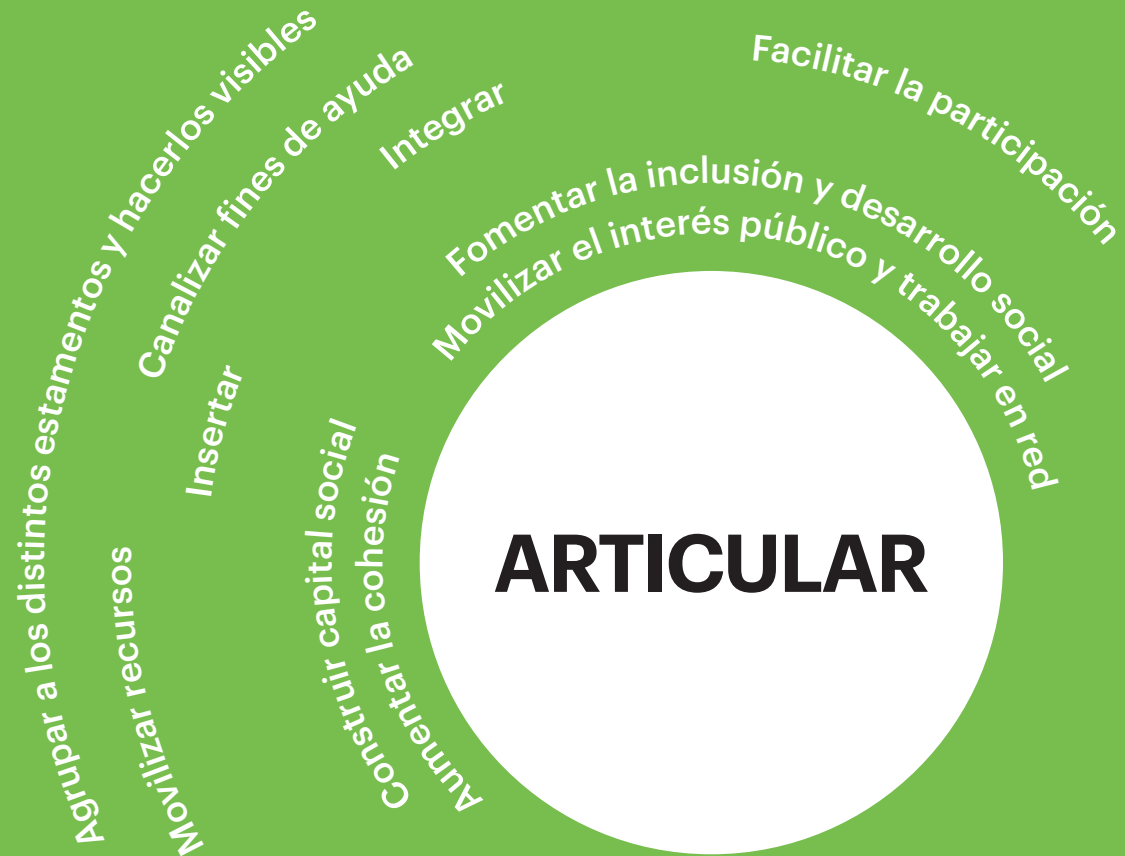 Agrupar a los distintos estamentos y hacerlos visibles
Canalizar fines de ayuda
Integrar
Facilitar la participación
Fomentar la inclusión y desarrollo social
Movilizar el interés público y trabajar en red
Insertar
Movilizar recursos
Construir capital social
Aumentar la cohesión
ARTICULAR